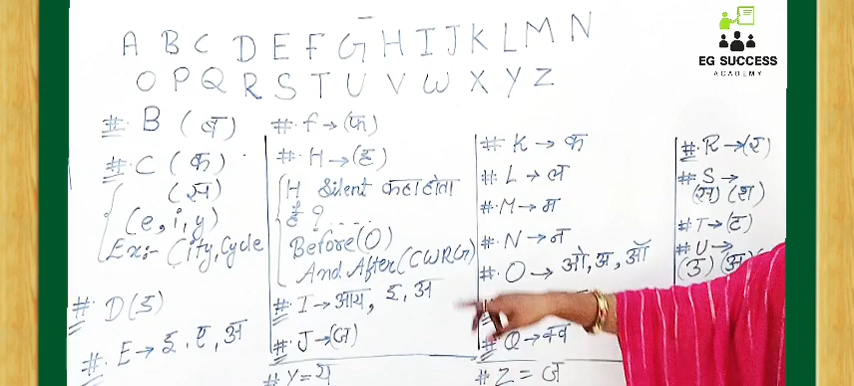 A B C D E F G H I J K L M N
O P Q R S T U V W X Y Z
EG SUCCESS
ACADEMY
#. B (ब)
#. C (क)
(स)
(e, i, y)
Ex:- City, Cycle
#. D (ड)
#. E → इ, ए, अ
#. f → (फ)
#. H → (ह)
H Silent कहा होता
है ?....
Before (O)
And After (CWRG)
#. I → आय, इ, अ
#. J → (ज)
# Y = य
#. K → क
#. L → ल
#. M → म
#. N → न
#. O → ओ, अ, ऑ
#. Q → क्व
# Z = ज
#. R → (र)
#. S →
(स) (श)
#. T → (ट)
#. U →
(उ) (अ)